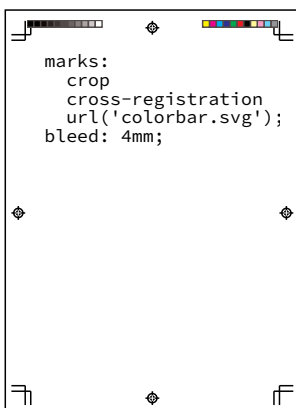 marks:
crop
cross-registration
url('colorbar.svg');
bleed: 4mm;